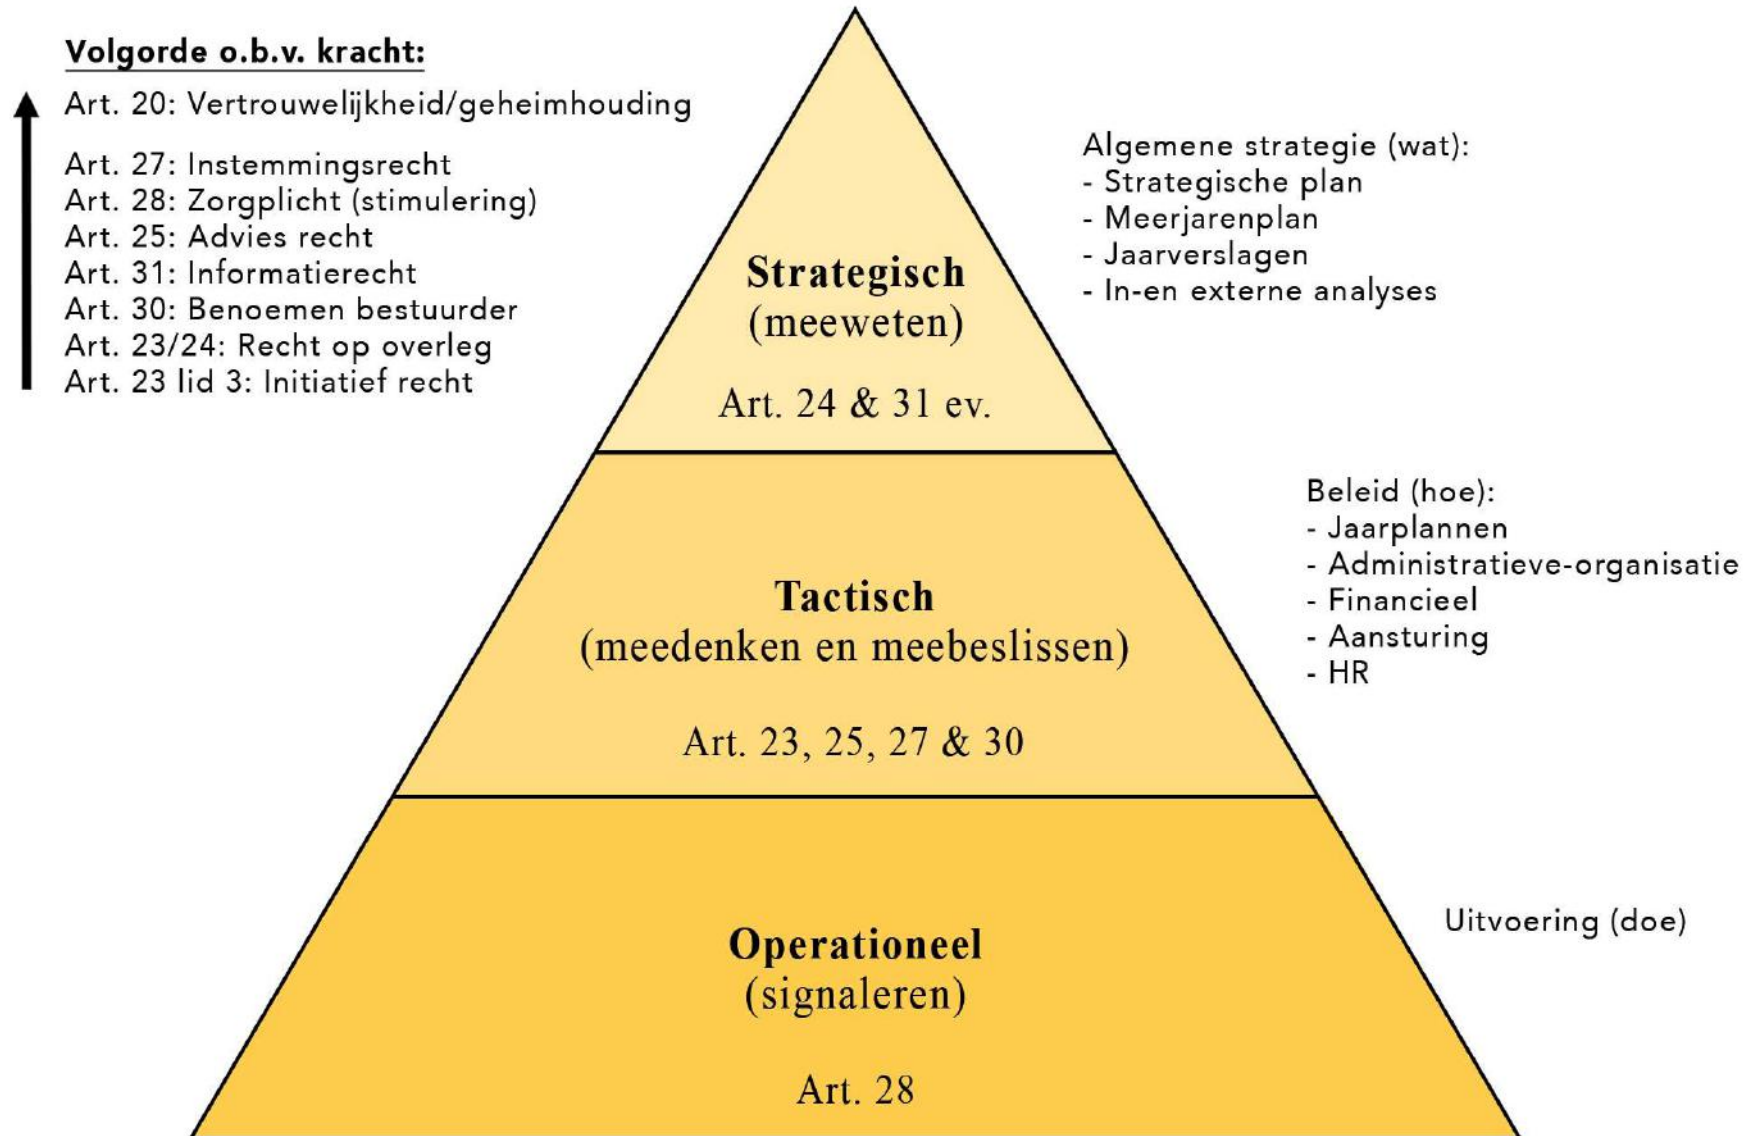 Volgorde o.b.v. kracht:
Art. 20: Vertrouwelijkheid/geheimhouding
Art. 27: Instemmingsrecht
Art. 28: Zorgplicht (stimulering)
Art. 25: Advies recht
Art. 31: Informatierecht
Art. 30: Benoemen bestuurder
Art. 23/24: Recht op overleg
Art. 23 lid 3: Initiatief recht
Strategisch
(meeweten)
Art. 24 & 31 ev.
Algemene strategie (wat):
- Strategische plan
- Meerjarenplan
- Jaarverslagen
- In-en externe analyses
Tactisch
(meedenken en meebeslissen)
Art. 23, 25, 27 & 30
Beleid (hoe):
- Jaarplannen
- Administratieve-organisatie
- Financieel
- Aansturing
- HR
Operationeel
(signaleren)
Art. 28
Uitvoering (doe)